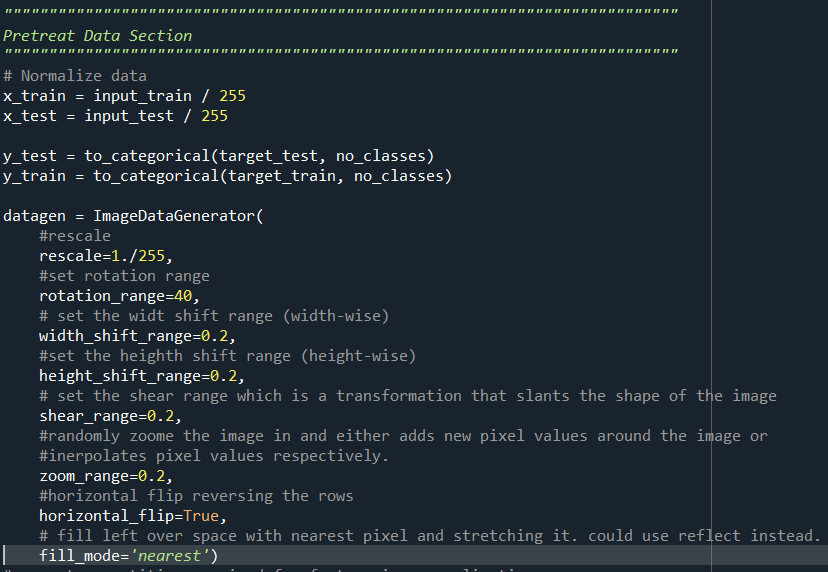 """"""""""""""""""""""""""""""""""""""""""""""""""""""""""""""""""""""""""""
Pretreat Data Section
""""""""""""""""""""""""""""""""""""""""""""""""""""""""""""""""""""""""""""
# Normalize data
x_train = input_train / 255
x_test = input_test / 255
y_test = to_categorical(target_test, no_classes)
y_train = to_categorical(target_train, no_classes)
datagen = ImageDataGenerator(
#rescale
rescale=1./255,
#set rotation range
rotation_range=40,
# set the widt shift range (width-wise)
width_shift_range=0.2,
#set the heighth shift range (height-wise)
height_shift_range=0.2,
# set the shear range which is a transformation that slants the shape of the image
shear_range=0.2,
#randomly zoome the image in and either adds new pixel values around the image or
#inerpolates pixel values respectively.
zoom_range=0.2,
#horizontal flip reversing the rows
horizontal_flip=True,
# fill left over space with nearest pixel and stretching it. could use reflect instead.
fill_mode='nearest')